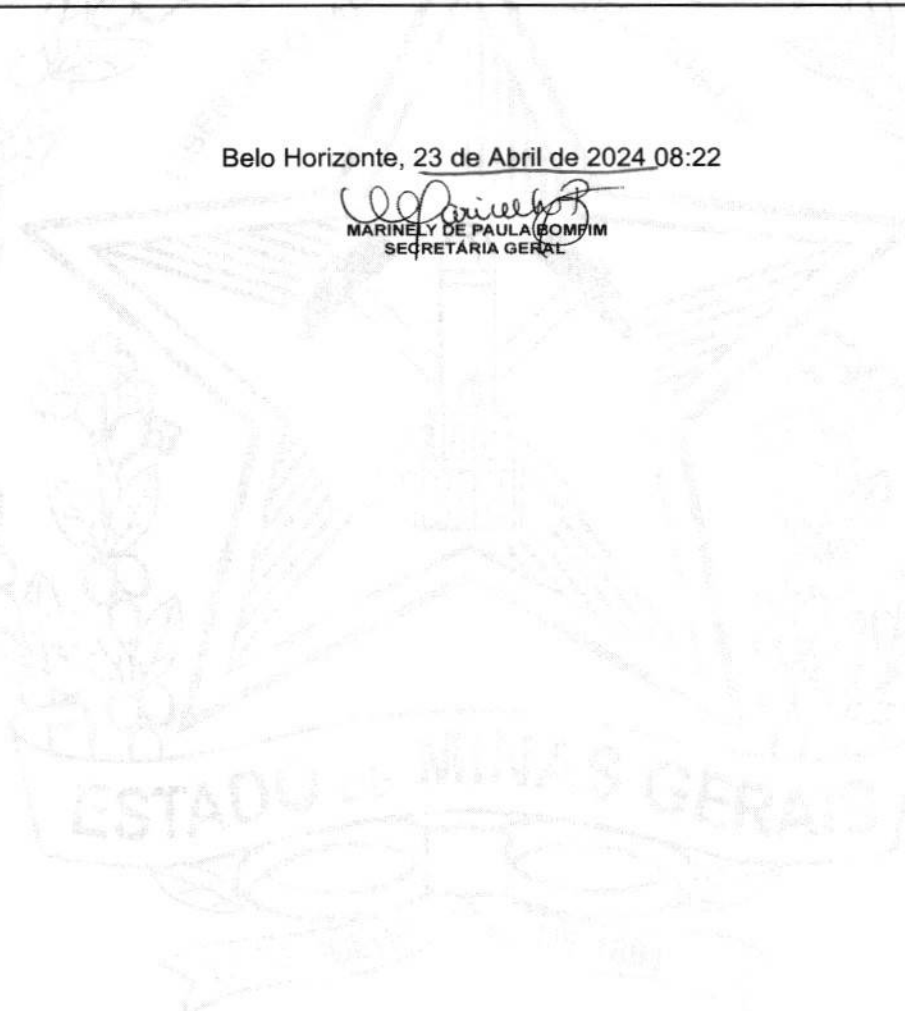 Belo Horizonte, 23 de Abril de 2024 08:22
MARINELY DE PAULA BOMFIM
SECRETÁRIA GERAL
ESTADO DE MINAS GERAIS